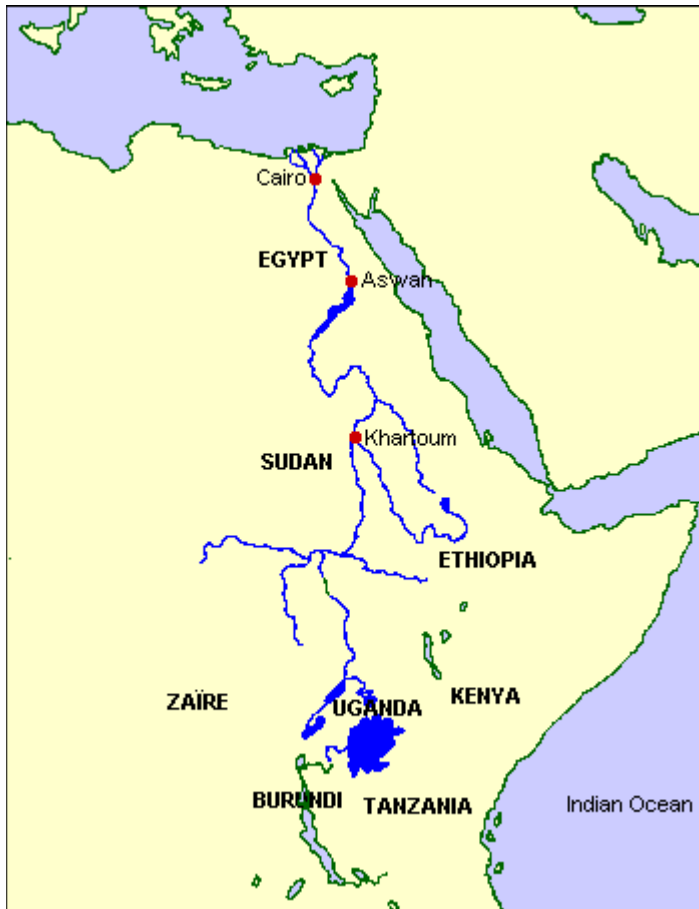 Cairo
EGYPT
Aswan
Khartoum
SUDAN
ETHIOPIA
ZAÏRE
UGANDA
KENYA
BURUNDI
TANZANIA
Indian Ocean